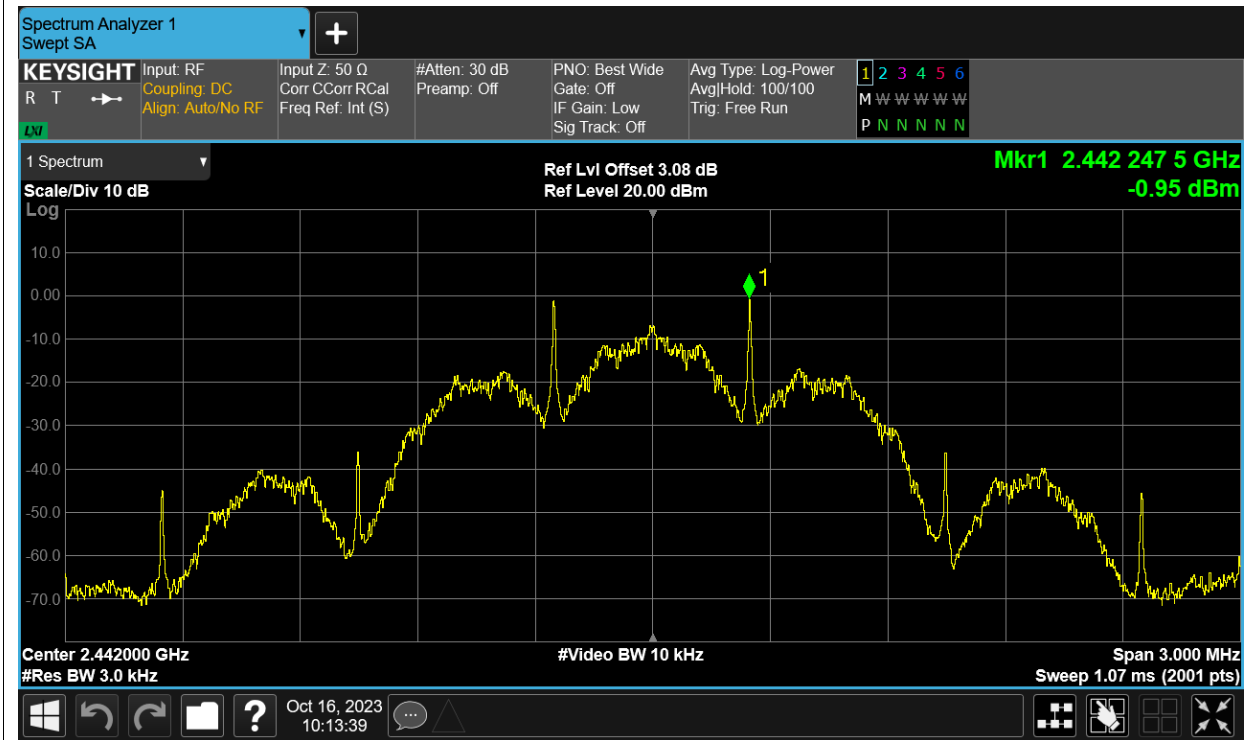 Spectrum Analyzer 1
Swept SA
KEYSIGHT
R T
LXI
Input: RF
Coupling: DC
Align: Auto/No RF
Input Z: 50 Ω
Corr CCorr RCal
Freq Ref: Int (S)
#Atten: 30 dB
Preamp: Off
PNO: Best Wide
Gate: Off
IF Gain: Low
Sig Track: Off
Avg Type: Log-Power
Avg|Hold: 100/100
Trig: Free Run
1 2 3 4 5 6
M W W W W W
P N N N N N
1 Spectrum
Scale/Div 10 dB
Log
Ref Lvl Offset 3.08 dB
Ref Level 20.00 dBm
Mkr1 2.442 247 5 GHz
-0.95 dBm
10.0
0.00
-10.0
-20.0
-30.0
-40.0
-50.0
-60.0
-70.0
1
Center 2.442000 GHz
#Res BW 3.0 kHz
#Video BW 10 kHz
Span 3.000 MHz
Sweep 1.07 ms (2001 pts)
?
Oct 16, 2023
10:13:39